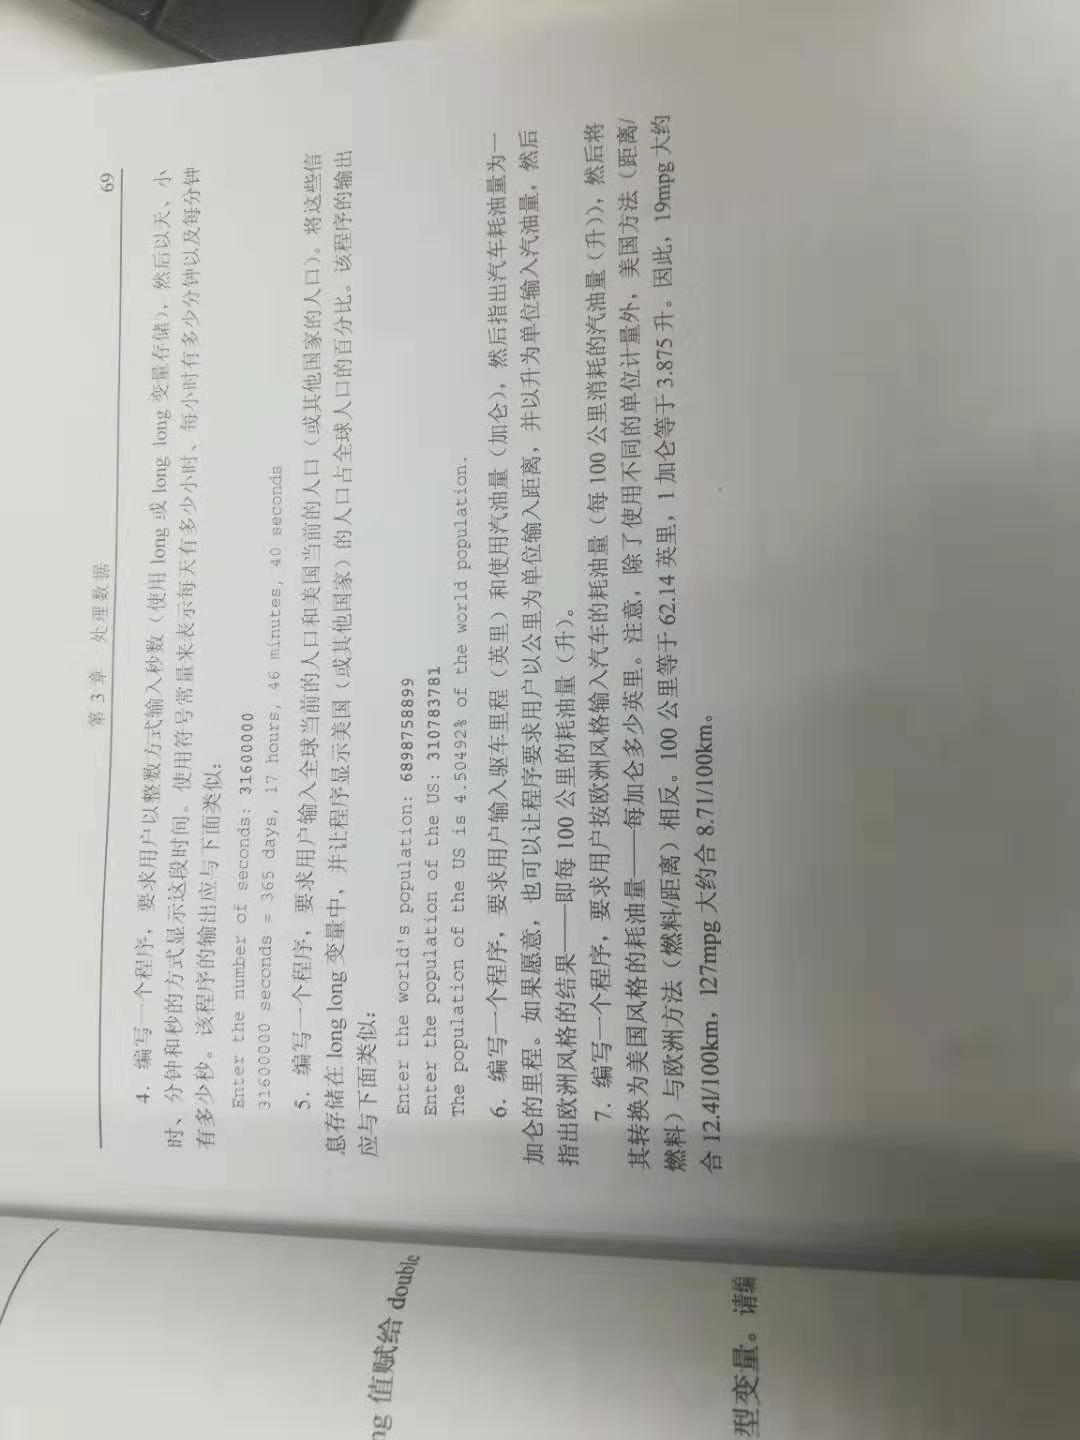 第 3 章 处理数据 69
4. 编写一个程序，要求用户以整数方式输入秒数（使用 long 或 long long 变量存储），然后以天、小
时、分钟和秒的方式显示这段时间。使用符号常量来表示每天有多少小时、每小时有多少分钟以及每分钟
有多少秒。该程序的输出应与下面类似：
Enter the number of seconds: 31600000
31600000 seconds = 365 days, 17 hours, 46 minutes, 40 seconds
5. 编写一个程序，要求用户输入全球当前的人口和美国当前的人口（或其他国家的人口）。将这些信
息存储在 long long 变量中，并让程序显示美国（或其他国家）的人口占全球人口的百分比。该程序的输出
应与下面类似：
Enter the world's population: 6898758899
Enter the population of the US: 310783781
The population of the US is 4.50492% of the world population.
6. 编写一个程序，要求用户输入驱车里程（英里）和使用汽油量（加仑），然后指出汽车耗油量为一
加仑的里程。如果愿意，也可以让程序要求用户以公里为单位输入距离，并以升为单位输入汽油量，然后
指出欧洲风格的结果——即每 100 公里的耗油量（升）。
7. 编写一个程序，要求用户按欧洲风格输入汽车的耗油量（每 100 公里消耗的汽油量（升）），然后将
其转换为美国风格的耗油量——每加仑多少英里。注意，除了使用不同的单位计量外，美国方法（距离/
燃料）与欧洲方法（燃料/距离）相反。100 公里等于 62.14 英里，1 加仑等于 3.875 升。因此，19mpg 大约
合 12.4l/100km，127mpg 大约合 8.71/100km。
ng 值赋给 double
型变量。请编